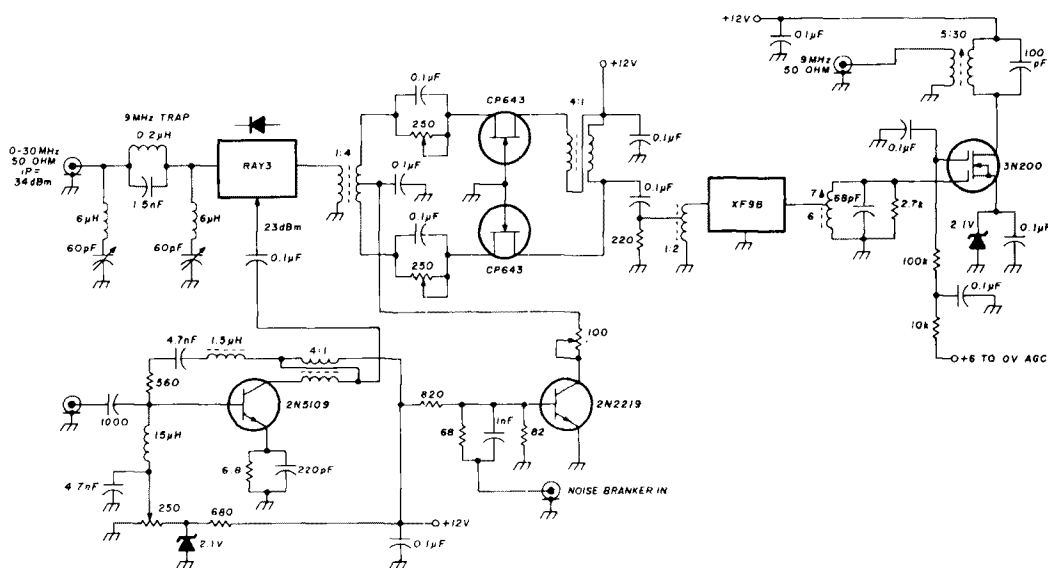 +12V
0.1µF
9MHz
50 OHM
5:30
100
pF
3N200
0.1µF
2.1V
0.1µF
100k
0.1µF
10k
+6 TO 0V AGC
0-30MHz
50 OHM
IP=
34dBm
9MHz TRAP
0.2µH
1.5nF
6µH
60pF
6µH
60pF
RAY3
23dBm
0.1µF
1:4
0.1µF
250
0.1µF
0.1µF
250
CP643
CP643
4:1
+12V
0.1µF
0.1µF
220
1:2
XF9B
7k
6
68pF
2.7k
4.7nF
1.5µH
4:1
560
1000
2N5109
15µH
6.8
220pF
4.7nF
250
680
2.1V
+12V
0.1µF
820
68
1nF
82
100
2N2219
NOISE BRANKER IN